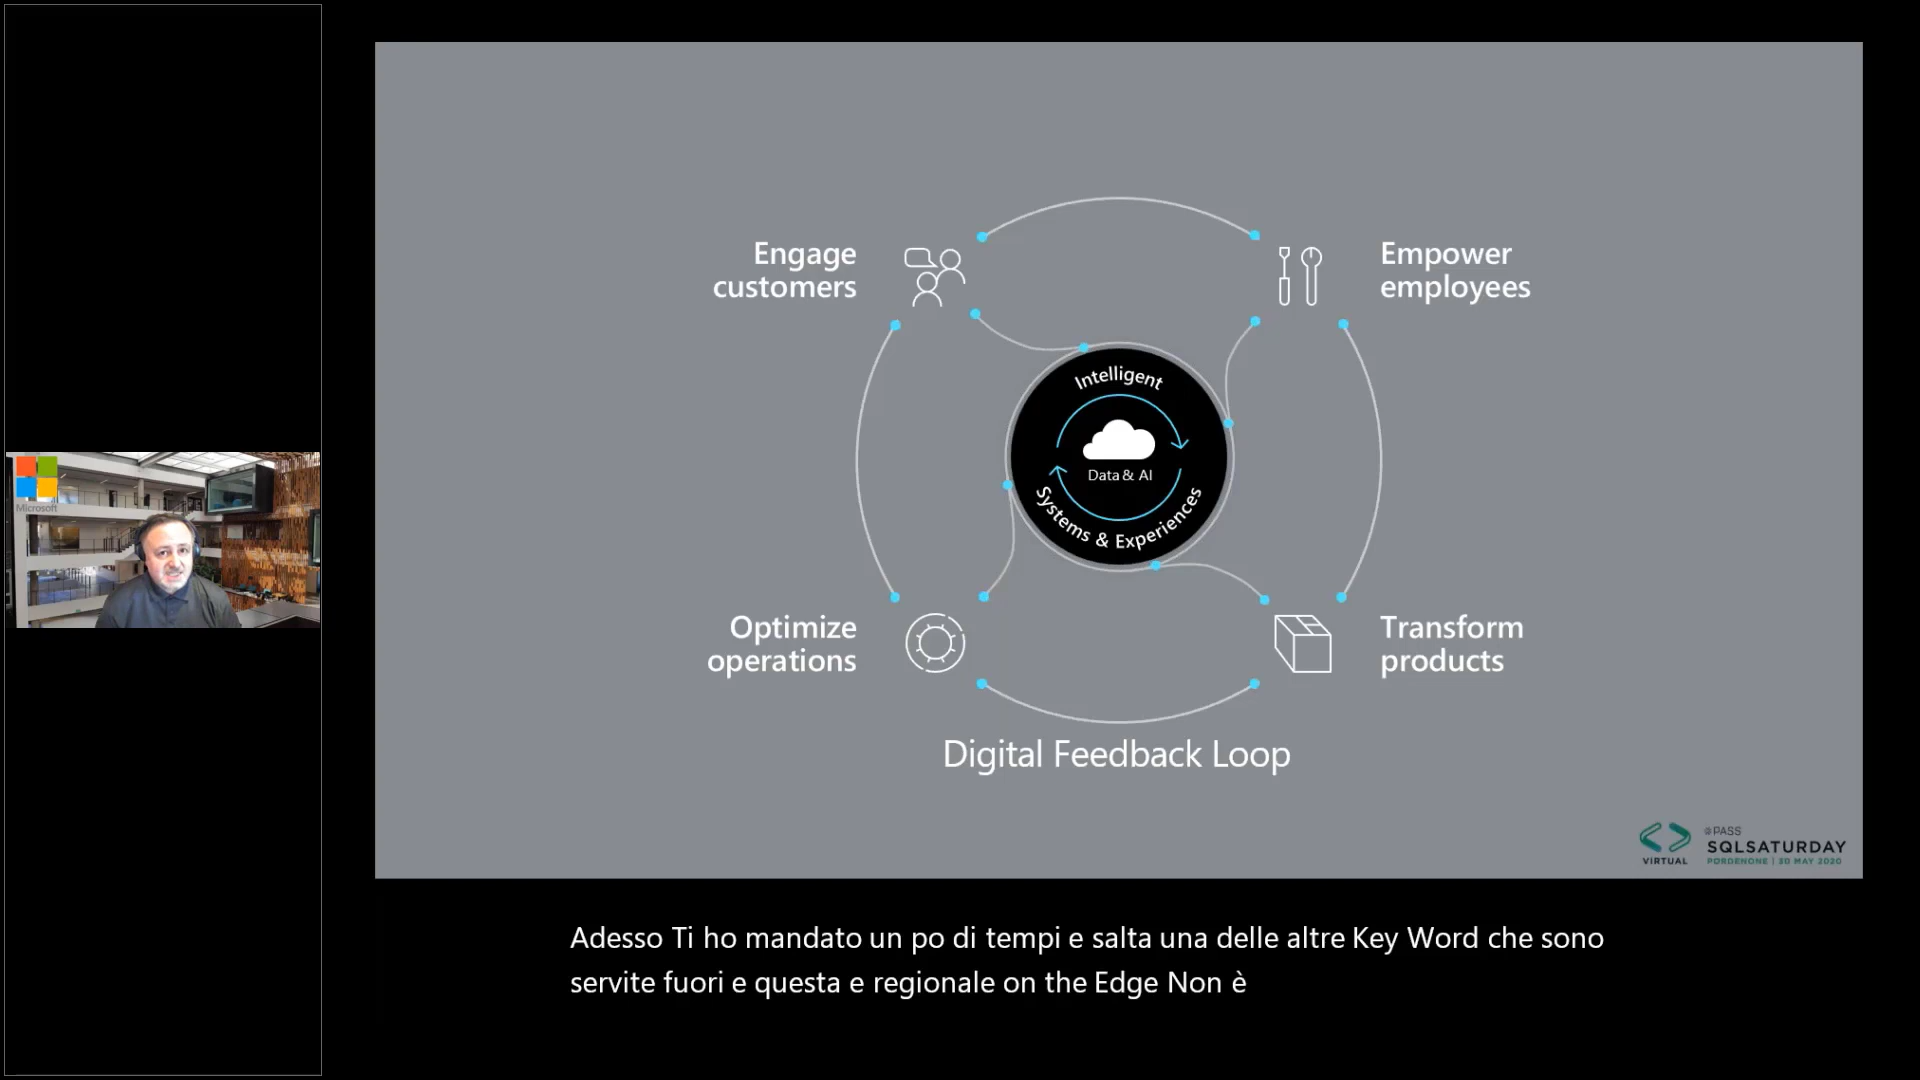 Microsoft
Engage
customers
Empower
employees
Intelligent
Data & AI
Systems & Experiences
Optimize
operations
Transform
products
Digital Feedback Loop
VIRTUAL
PASS
SQLSATURDAY
PORDENONE | 30 MAY 2020
Adesso Ti ho mandato un po di tempi e salta una delle altre Key Word che sono
servite fuori e questa e regionale on the Edge Non è